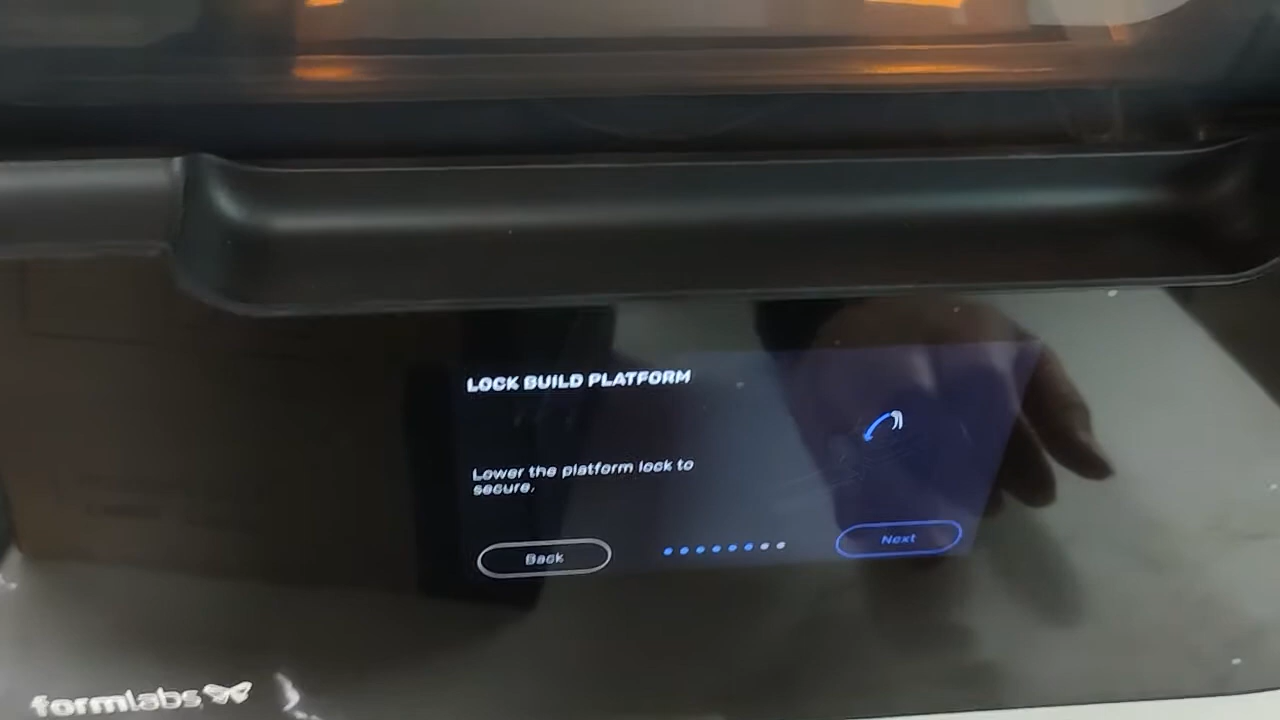 LOCK BUILD PLATFORM
Lower the platform lock to
secure.
Back
Next
formlabs